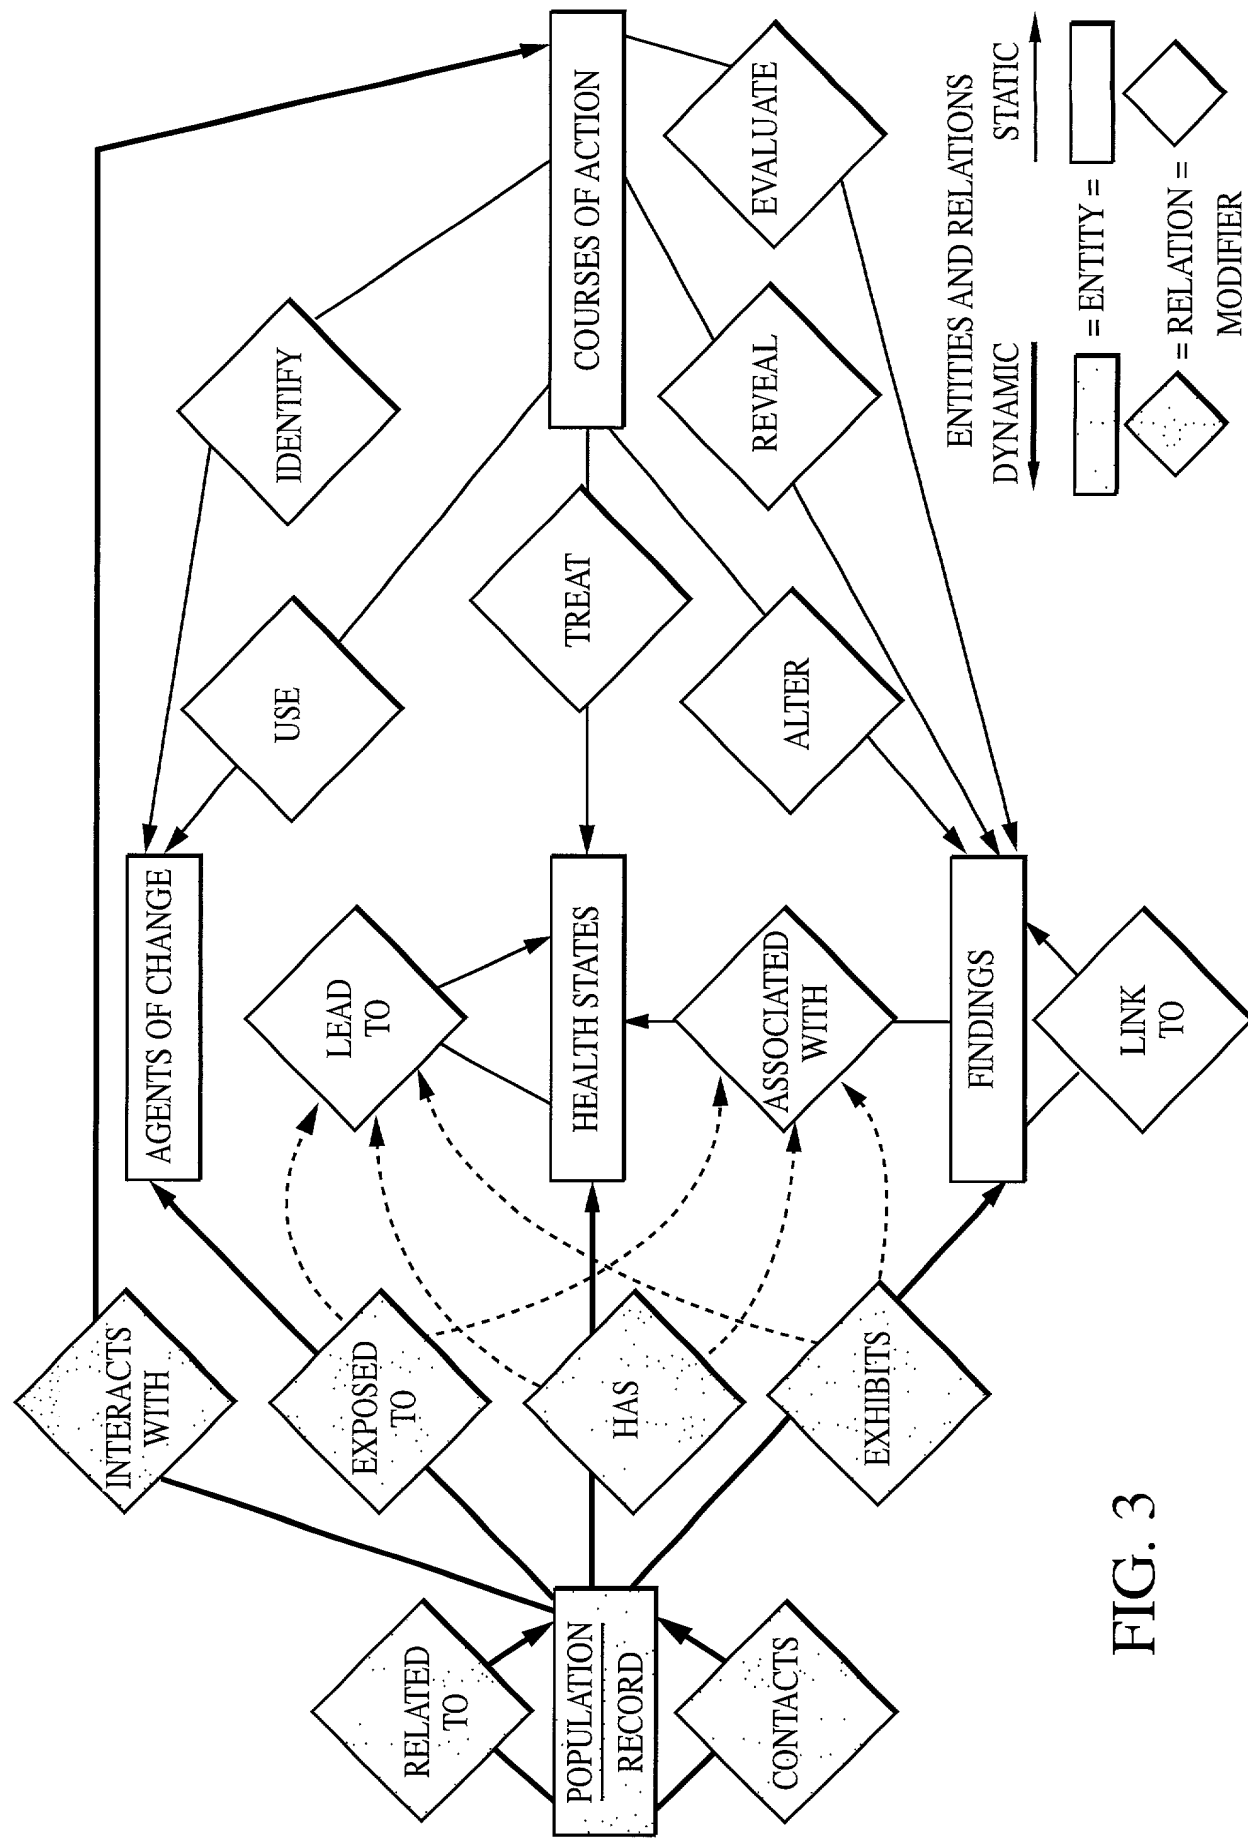 INTERACTS
WITH
IDENTIFY
USE
AGENTS OF CHANGE
EXPOSED
TO
LEAD
TO
RELATED
TO
POPULATION
RECORD
HAS
HEALTH STATES
TREAT
COURSES OF ACTION
CONTACTS
EXHIBITS
ASSOCIATED
WITH
ALTER
REVEAL
EVALUATE
FINDINGS
LINK
TO
ENTITIES AND RELATIONS
DYNAMIC STATIC
= ENTITY =
= RELATION =
MODIFIER
FIG. 3